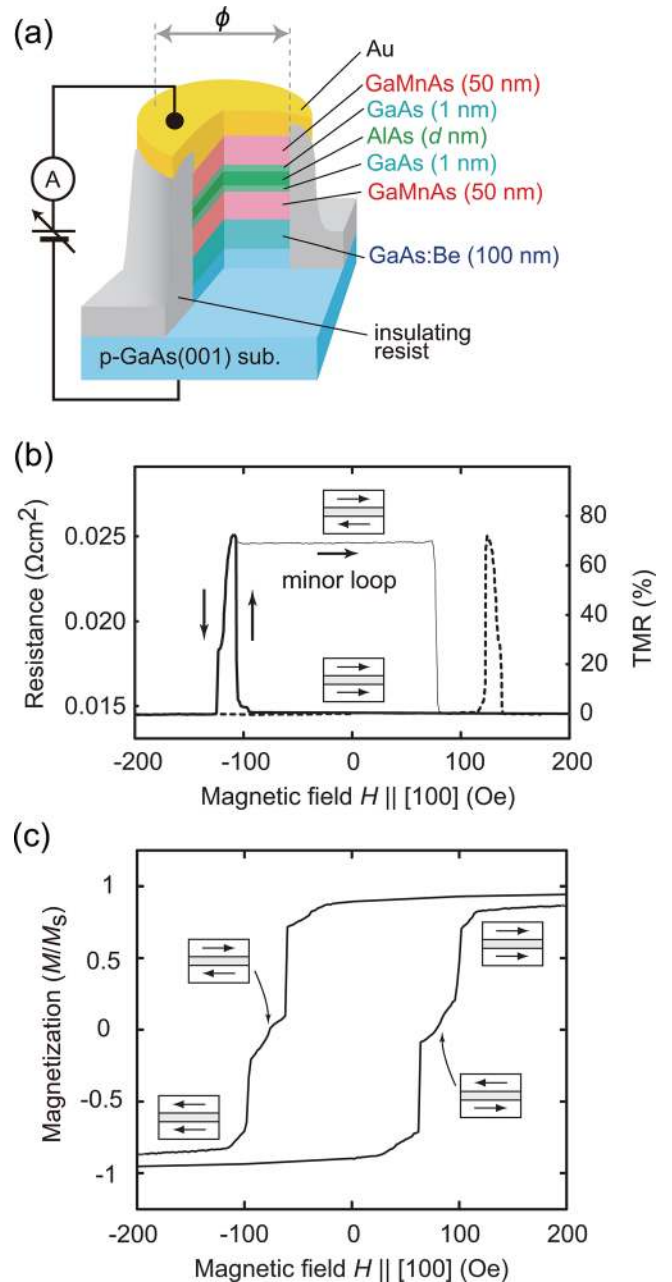 (a)
ϕ
Au
GaMnAs (50 nm)
GaAs (1 nm)
AlAs (d nm)
GaAs (1 nm)
GaMnAs (50 nm)
GaAs:Be (100 nm)
A
insulating
resist
p-GaAs(001) sub.
(b)
Resistance (Ωcm2)
0.025
0.020
0.015
minor loop
80
60
40
20
0
TMR (%)
-200
-100
0
100
200
Magnetic field H || [100] (Oe)
(c)
Magnetization (M/Ms)
1
0.5
0
-0.5
-1
-200
-100
0
100
200
Magnetic field H || [100] (Oe)